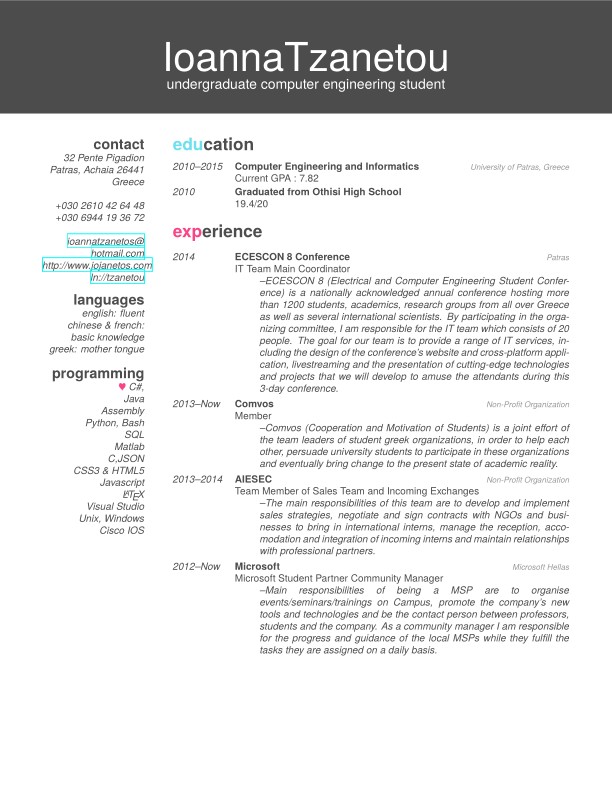 IoannaTzanetou
undergraduate computer engineering student
contact
32 Pente Pigadion
Patras, Achaia 26441
Greece
+030 2610 42 64 48
+030 6944 19 36 72
ioannatzanetos@
hotmail.com
http://www.jojanetos.com
ln://tzanetou
languages
english: fluent
chinese & french:
basic knowledge
greek: mother tongue
programming
♥ C#,
Java
Assembly
Python, Bash
SQL
Matlab
C,JSON
CSS3 & HTML5
Javascript
LATEX
Visual Studio
Unix, Windows
Cisco IOS
education
2010–2015 Computer Engineering and Informatics University of Patras, Greece
Current GPA : 7.82
2010 Graduated from Othisi High School
19.4/20
experience
2014 ECESCON 8 Conference Patras
IT Team Main Coordinator
–ECESCON 8 (Electrical and Computer Engineering Student Confer-
ence) is a nationally acknowledged annual conference hosting more
than 1200 students, academics, research groups from all over Greece
as well as several international scientists. By participating in the orga-
nizing committee, I am responsible for the IT team which consists of 20
people. The goal for our team is to provide a range of IT services, in-
cluding the design of the conference's website and cross-platform appli-
cation, livestreaming and the presentation of cutting-edge technologies
and projects that we will develop to amuse the attendants during this
3-day conference.
2013–Now Comvos Non-Profit Organization
Member
–Comvos (Cooperation and Motivation of Students) is a joint effort of
the team leaders of student greek organizations, in order to help each
other, persuade university students to participate in these organizations
and eventually bring change to the present state of academic reality.
2013–2014 AIESEC Non-Profit Organization
Team Member of Sales Team and Incoming Exchanges
–The main responsibilities of this team are to develop and implement
sales strategies, negotiate and sign contracts with NGOs and busi-
nesses to bring in international interns, manage the reception, acco-
modation and integration of incoming interns and maintain relationships
with professional partners.
2012–Now Microsoft Microsoft Hellas
Microsoft Student Partner Community Manager
–Main responsibilities of being a MSP are to organise
events/seminars/trainings on Campus, promote the company's new
tools and technologies and be the contact person between professors,
students and the company. As a community manager I am responsible
for the progress and guidance of the local MSPs while they fulfill the
tasks they are assigned on a daily basis.